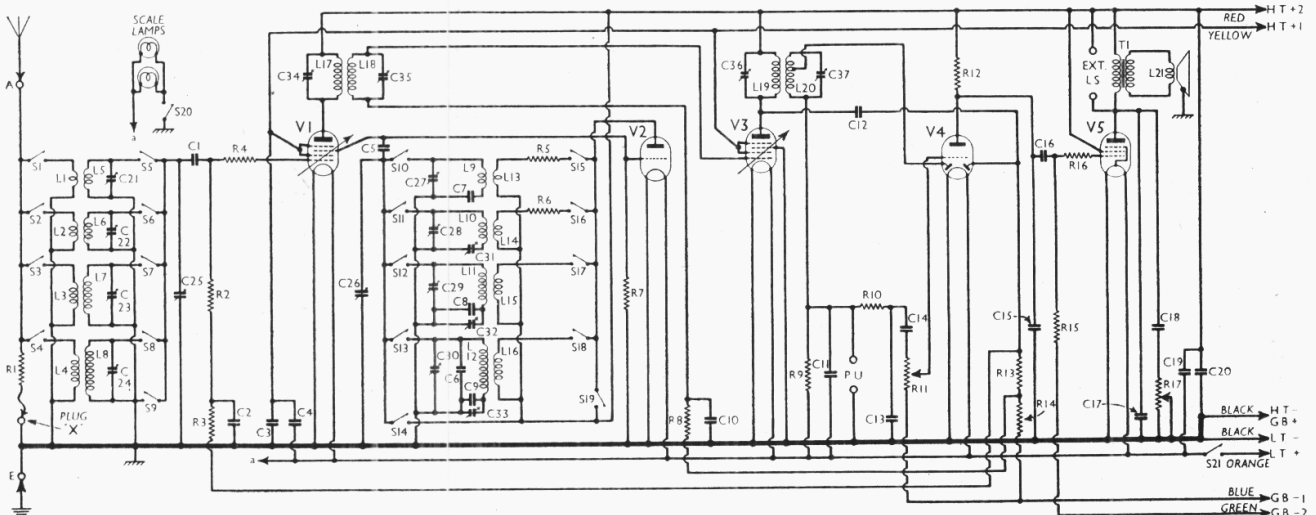 SCALE
LAMPS
HT+2
RED
YELLOW
HT+1
A
S20
a
C34
L17
L18
C35
C36
L19
L20
C37
R12
EXT.
LS
T1
L21
V1
V2
V3
V4
V5
C12
S1
L1
L5
C21
S5
C1
R4
C5
S10
C27
L9
L13
R5
S15
C7
C16
R16
S2
L2
L6
C
22
S6
S11
C28
L10
L14
R6
S16
C31
S3
L3
L7
C
23
S7
C25
R2
C26
S12
C29
L11
L15
S17
R7
C8
C32
R10
C14
C15
R15
C18
S4
R1
L4
L8
C
24
S8
S9
S13
C30
L
12
L16
S18
C6
C9
C33
S19
R9
C11
PU
R11
C13
R13
R14
C19
C20
R17
C17
PLUG
'X'
R3
C2
C3
C4
S14
R8
C10
BLACK
HT-
GB+
BLACK
LT-
E
a
S21
ORANGE
LT+
BLUE
GB-1
GREEN
GB-2